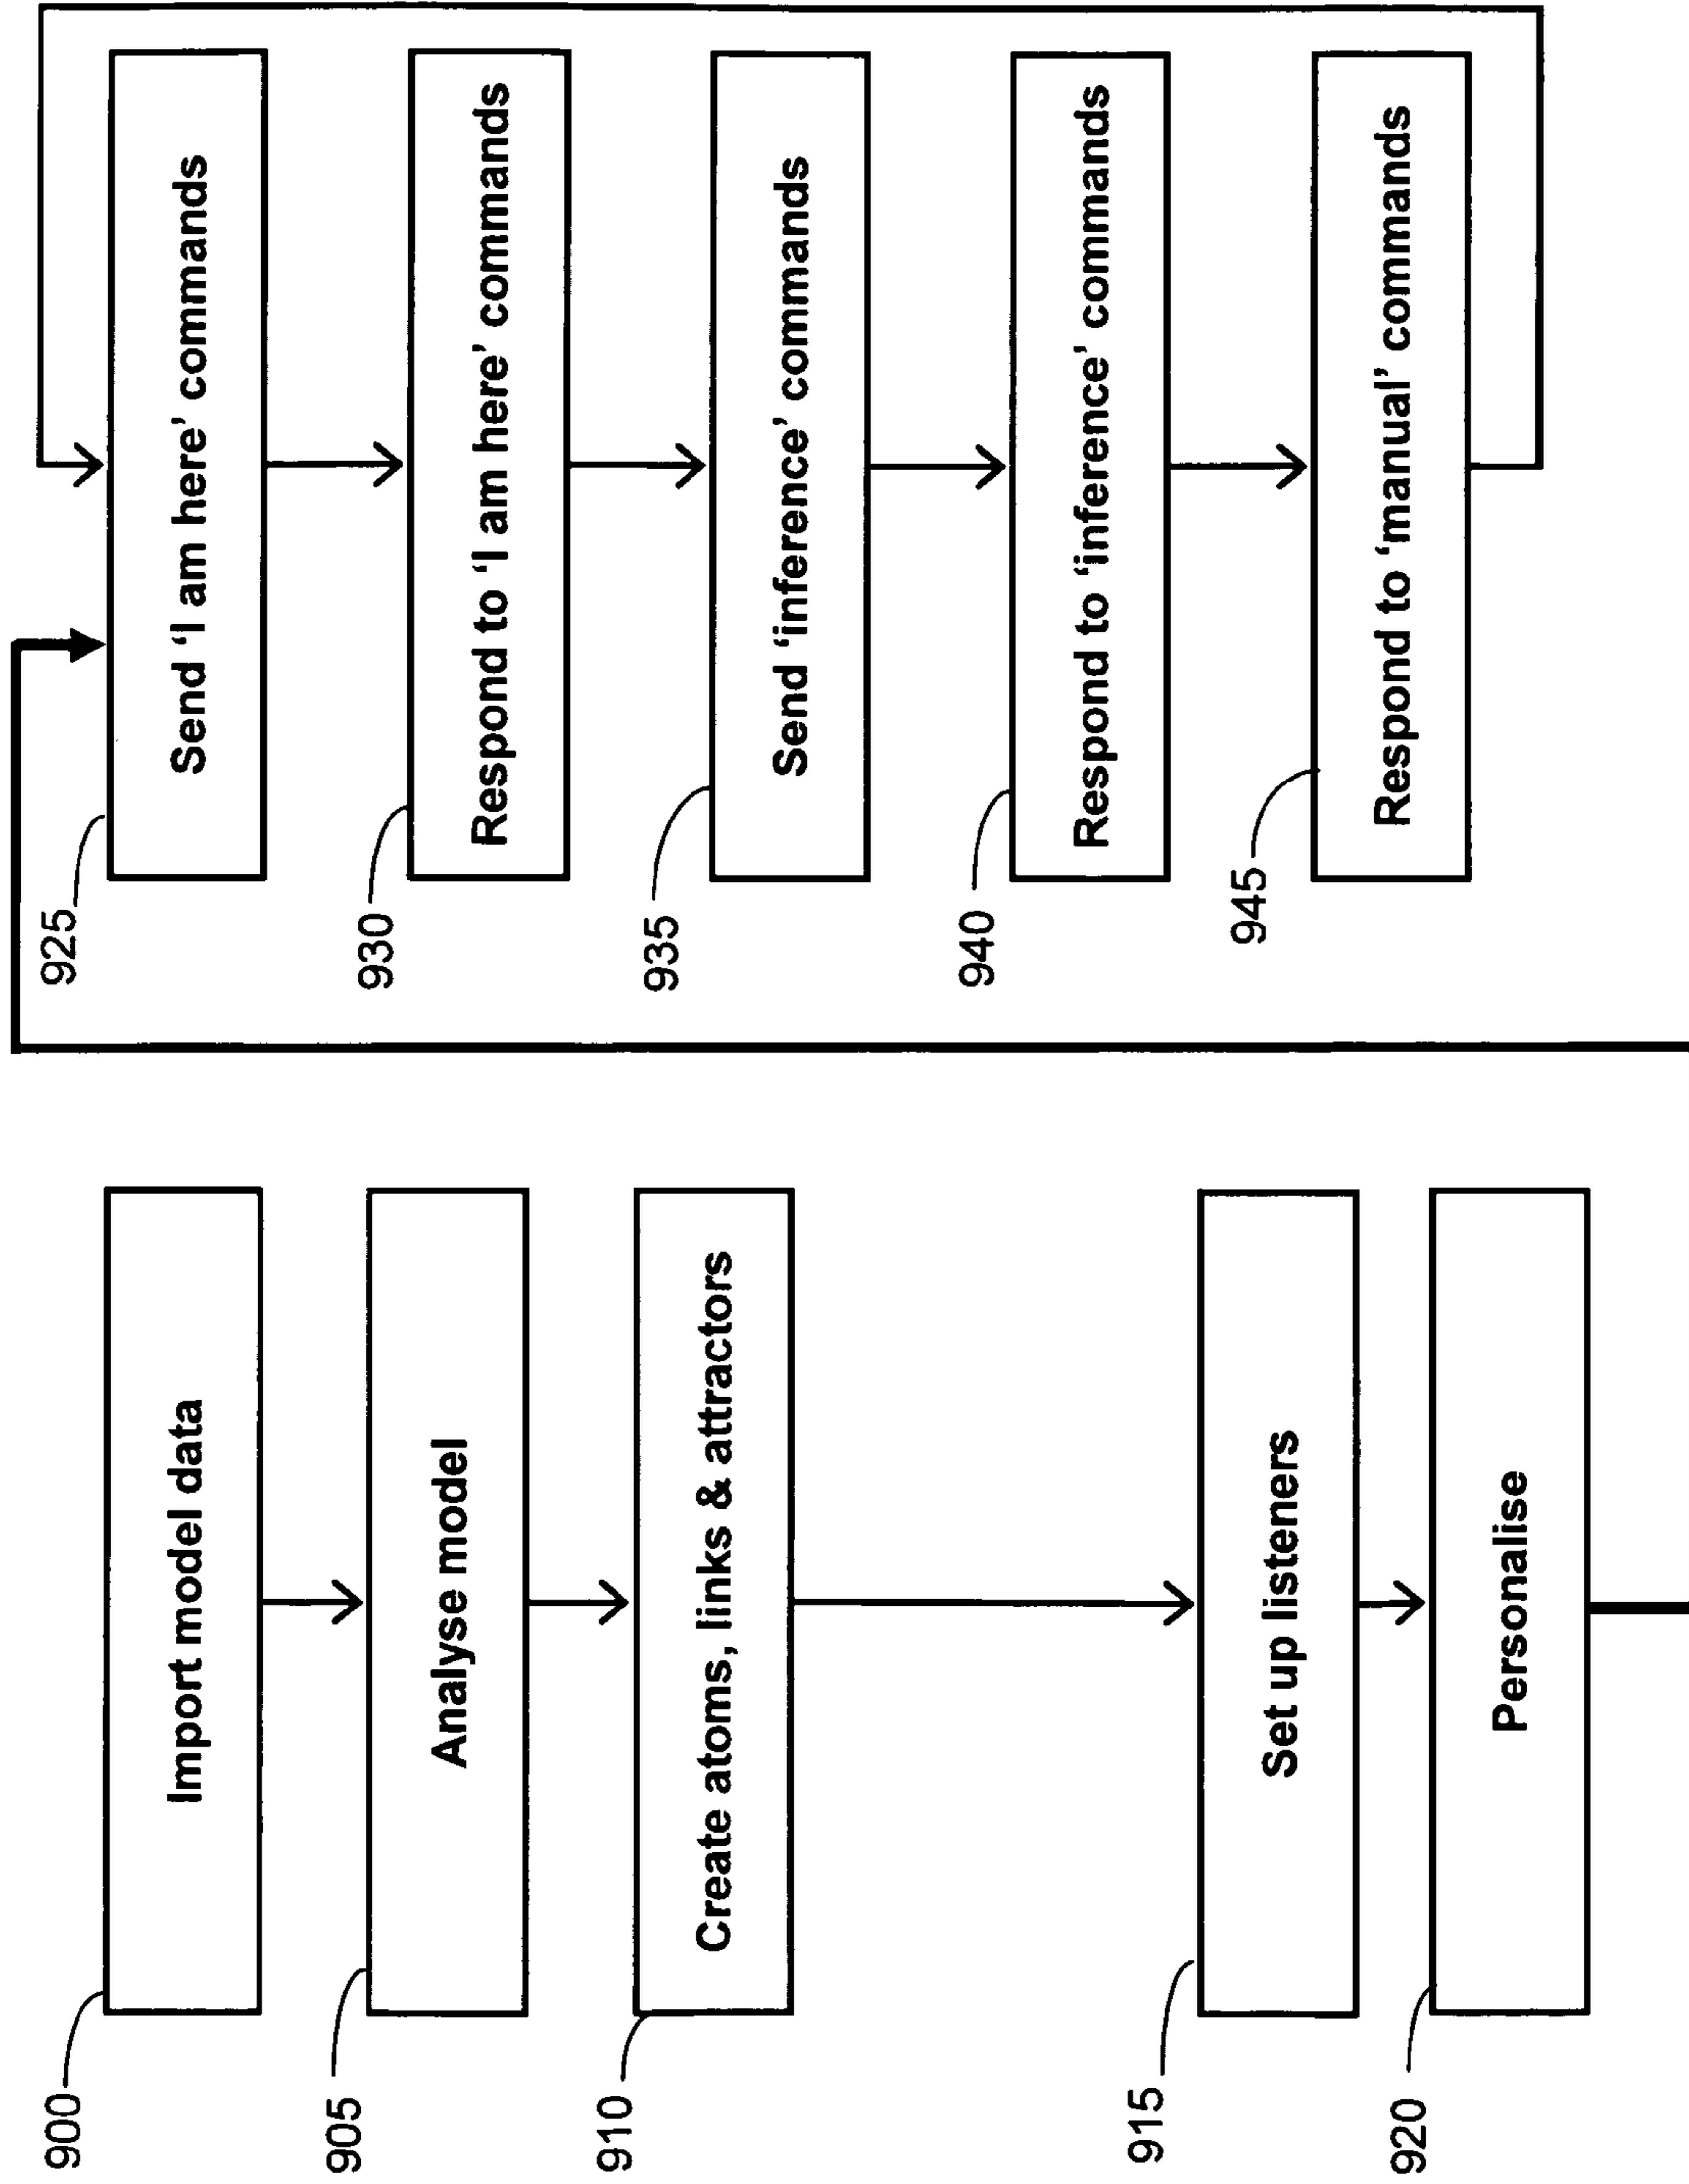 900
Import model data
905
Analyse model
910
Create atoms, links & attractors
915
Set up listeners
920
Personalise
925
Send ‘I am here’ commands
930
Respond to ‘I am here’ commands
935
Send ‘inference’ commands
940
Respond to ‘inference’ commands
945
Respond to ‘manual’ commands